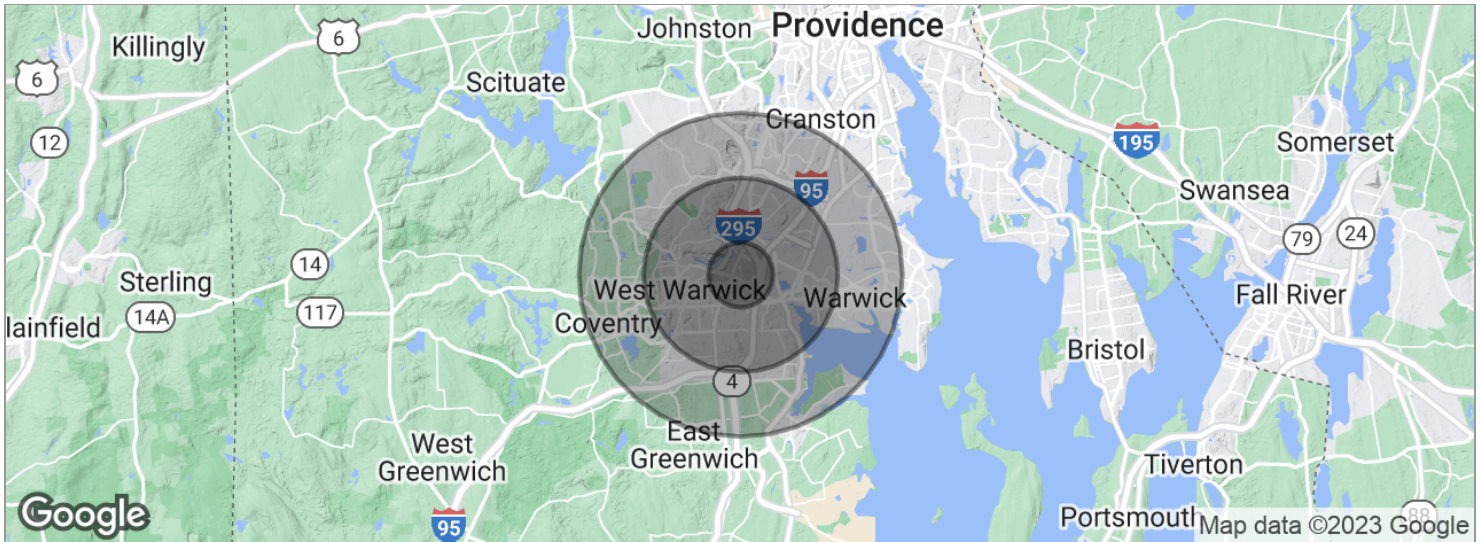 Killingly
6
Johnston
Providence
6
Scituate
12
Cranston
195
Somerset
95
Swansea
295
79
24
14
Sterling
West Warwick
Warwick
Fall River
117
14A
lainfield
Coventry
Bristol
4
East
Greenwich
West
Greenwich
Tiverton
95
Portsmoutl
88
Google
Map data ©2023 Google